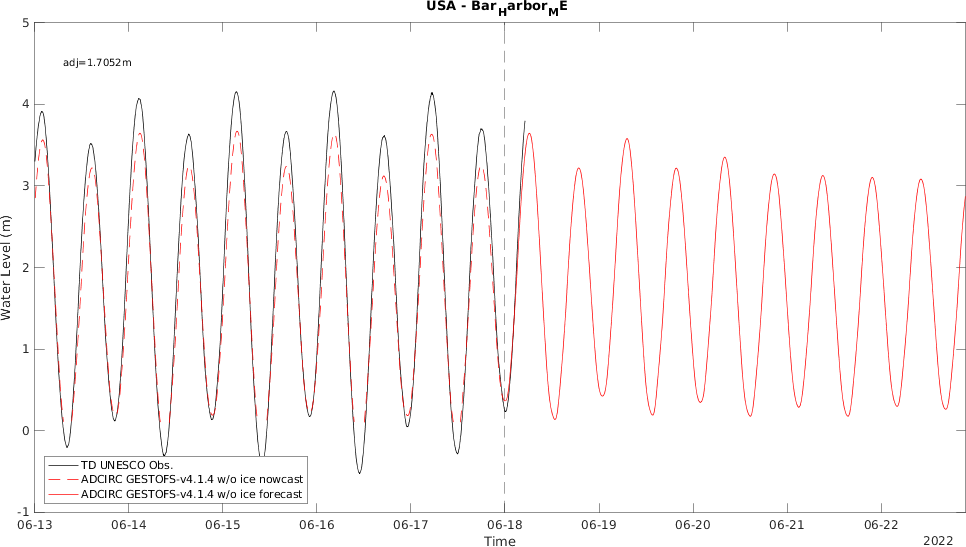 USA - Bar_Harbor_ME
adj=1.7052m
Water Level (m)
5
4
3
2
1
0
-1
TD UNESCO Obs.
ADCIRC GESTOFS-v4.1.4 w/o ice nowcast
ADCIRC GESTOFS-v4.1.4 w/o ice forecast
06-13 06-14 06-15 06-16 06-17 06-18 06-19 06-20 06-21 06-22
Time
2022